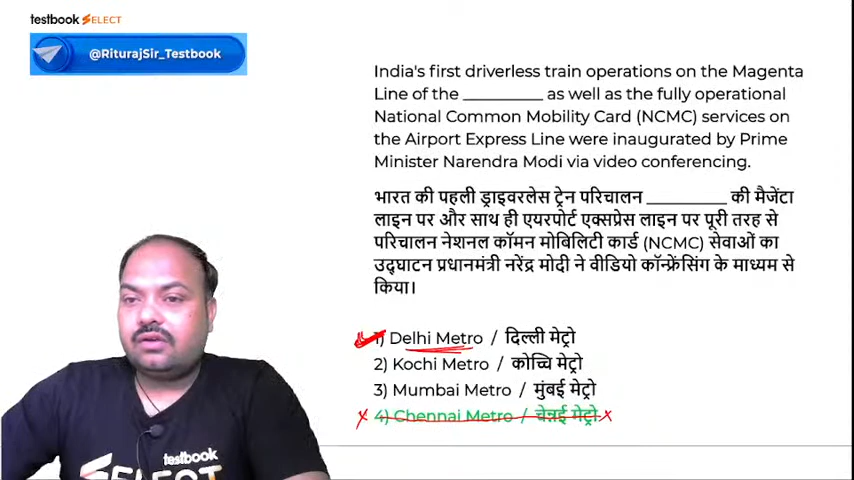 testbook SELECT
@RiturajSir_Testbook
India's first driverless train operations on the Magenta
Line of the __________ as well as the fully operational
National Common Mobility Card (NCMC) services on
the Airport Express Line were inaugurated by Prime
Minister Narendra Modi via video conferencing.
भारत की पहली ड्राइवरलेस ट्रेन परिचालन __________ की मैजेंटा
लाइन पर और साथ ही एयरपोर्ट एक्सप्रेस लाइन पर पूरी तरह से
परिचालन नेशनल कॉमन मोबिलिटी कार्ड (NCMC) सेवाओं का
उद्घाटन प्रधानमंत्री नरेंद्र मोदी ने वीडियो कॉन्फ्रेंसिंग के माध्यम से
किया।
1) Delhi Metro / दिल्ली मेट्रो
2) Kochi Metro / कोच्चि मेट्रो
3) Mumbai Metro / मुंबई मेट्रो
4) Chennai Metro / चेन्नई मेट्रो
testbook
SELECT